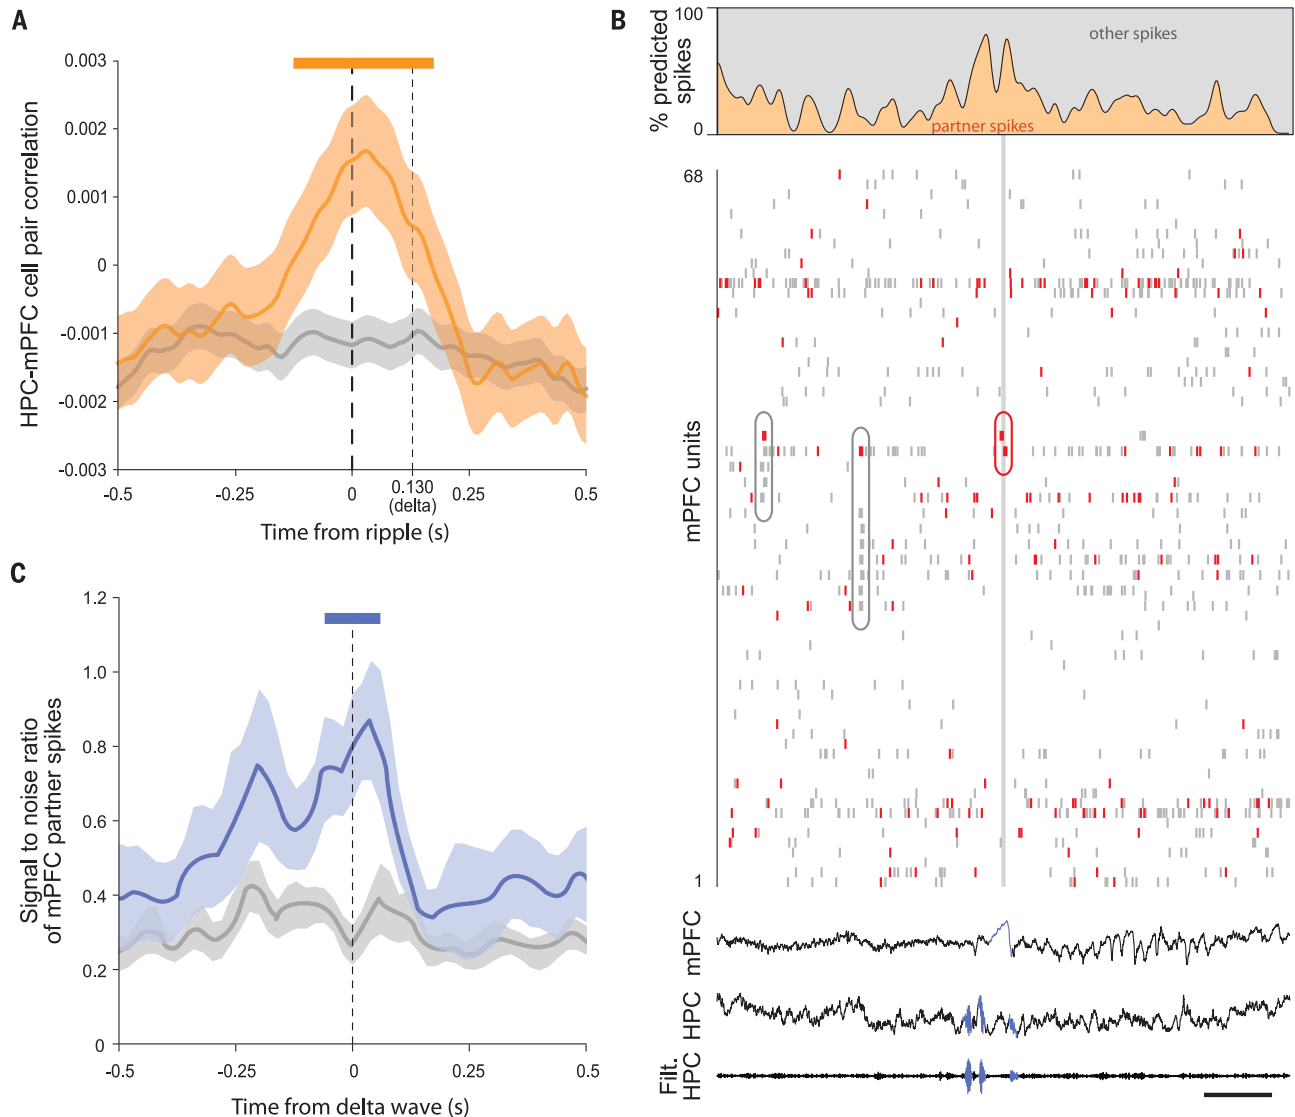 A
HPC-mPFC cell pair correlation
0.003
0.002
0.001
0
-0.001
-0.002
-0.003
-0.5
-0.25
0
0.130
(delta)
0.25
0.5
Time from ripple (s)
B
% predicted
spikes
100
0
other spikes
partner spikes
mPFC units
68
1
mPFC
HPC
Filt.
HPC
C
Signal to noise ratio
of mPFC partner spikes
1.2
1.0
0.8
0.6
0.4
0.2
0
-0.5
-0.25
0
0.25
0.5
Time from delta wave (s)